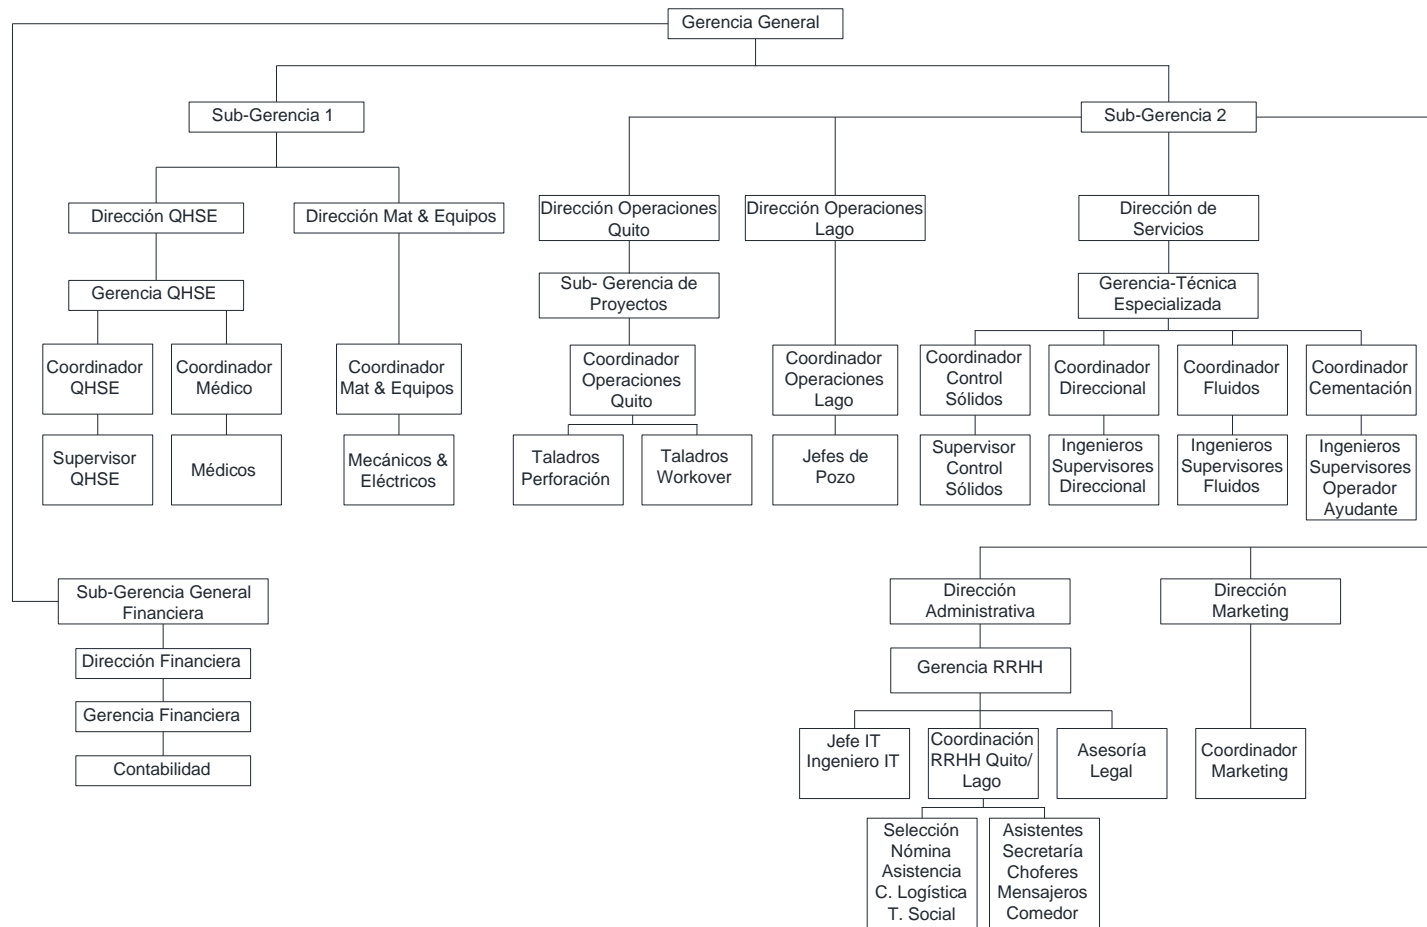 Gerencia General
Sub-Gerencia 1
Sub-Gerencia 2
Dirección QHSE
Dirección Mat & Equipos
Dirección Operaciones
Quito
Dirección Operaciones
Lago
Dirección de
Servicios
Gerencia QHSE
Sub- Gerencia de
Proyectos
Gerencia-Técnica
Especializada
Coordinador
QHSE
Coordinador
Médico
Coordinador
Mat & Equipos
Coordinador
Operaciones
Quito
Coordinador
Operaciones
Lago
Coordinador
Control
Sólidos
Coordinador
Direccional
Coordinador
Fluidos
Coordinador
Cementación
Supervisor
QHSE
Médicos
Mecánicos &
Eléctricos
Taladros
Perforación
Taladros
Workover
Jefes de
Pozo
Supervisor
Control
Sólidos
Ingenieros
Supervisores
Direccional
Ingenieros
Supervisores
Fluidos
Ingenieros
Supervisores
Operador
Ayudante
Sub-Gerencia General
Financiera
Dirección Financiera
Gerencia Financiera
Contabilidad
Dirección
Administrativa
Dirección
Marketing
Gerencia RRHH
Jefe IT
Ingeniero IT
Coordinación
RRHH Quito/
Lago
Asesoría
Legal
Coordinador
Marketing
Selección
Nómina
Asistencia
C. Logística
T. Social
Asistentes
Secretaría
Choferes
Mensajeros
Comedor